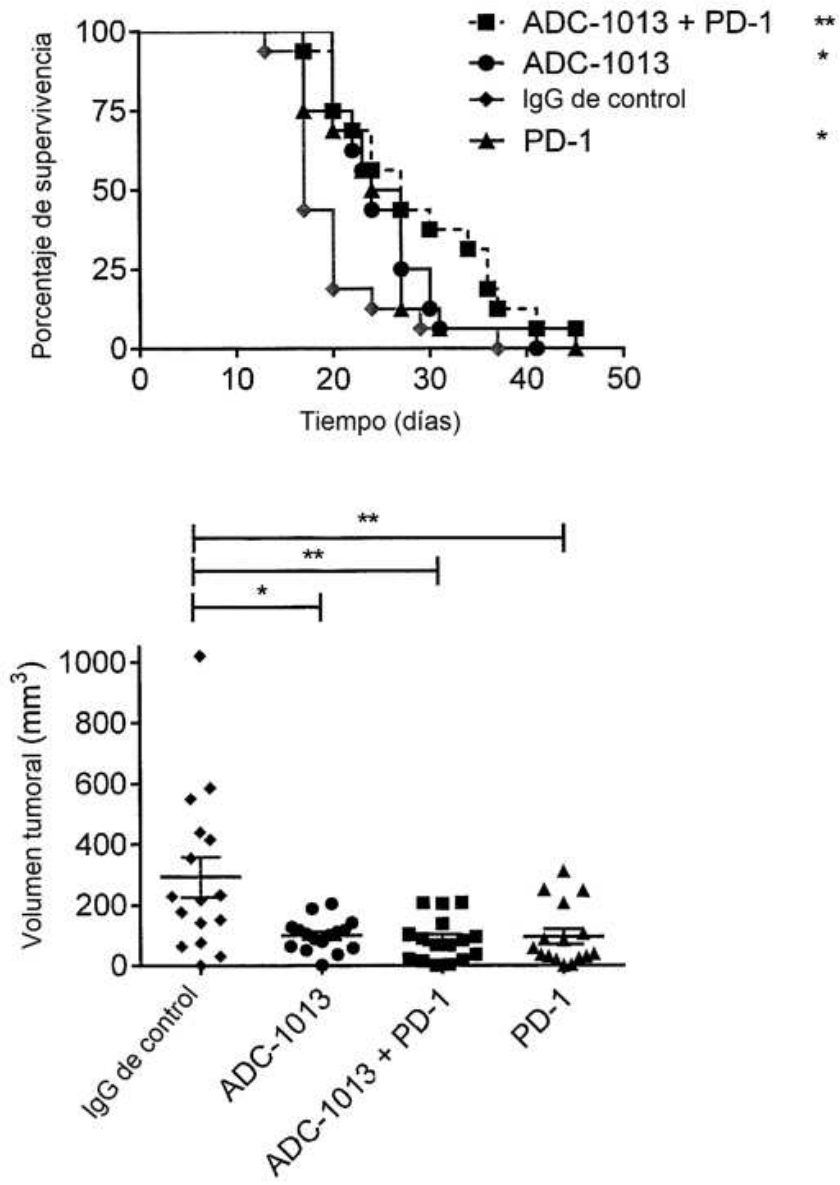 Porcentaje de supervivencia
100
75
50
25
0
0 10 20 30 40 50
Tiempo (días)
ADC-1013 + PD-1 **
ADC-1013 *
IgG de control
PD-1 *
**
**
*
Volumen tumoral (mm³)
1000
800
600
400
200
0
IgG de control
ADC-1013
ADC-1013 + PD-1
PD-1